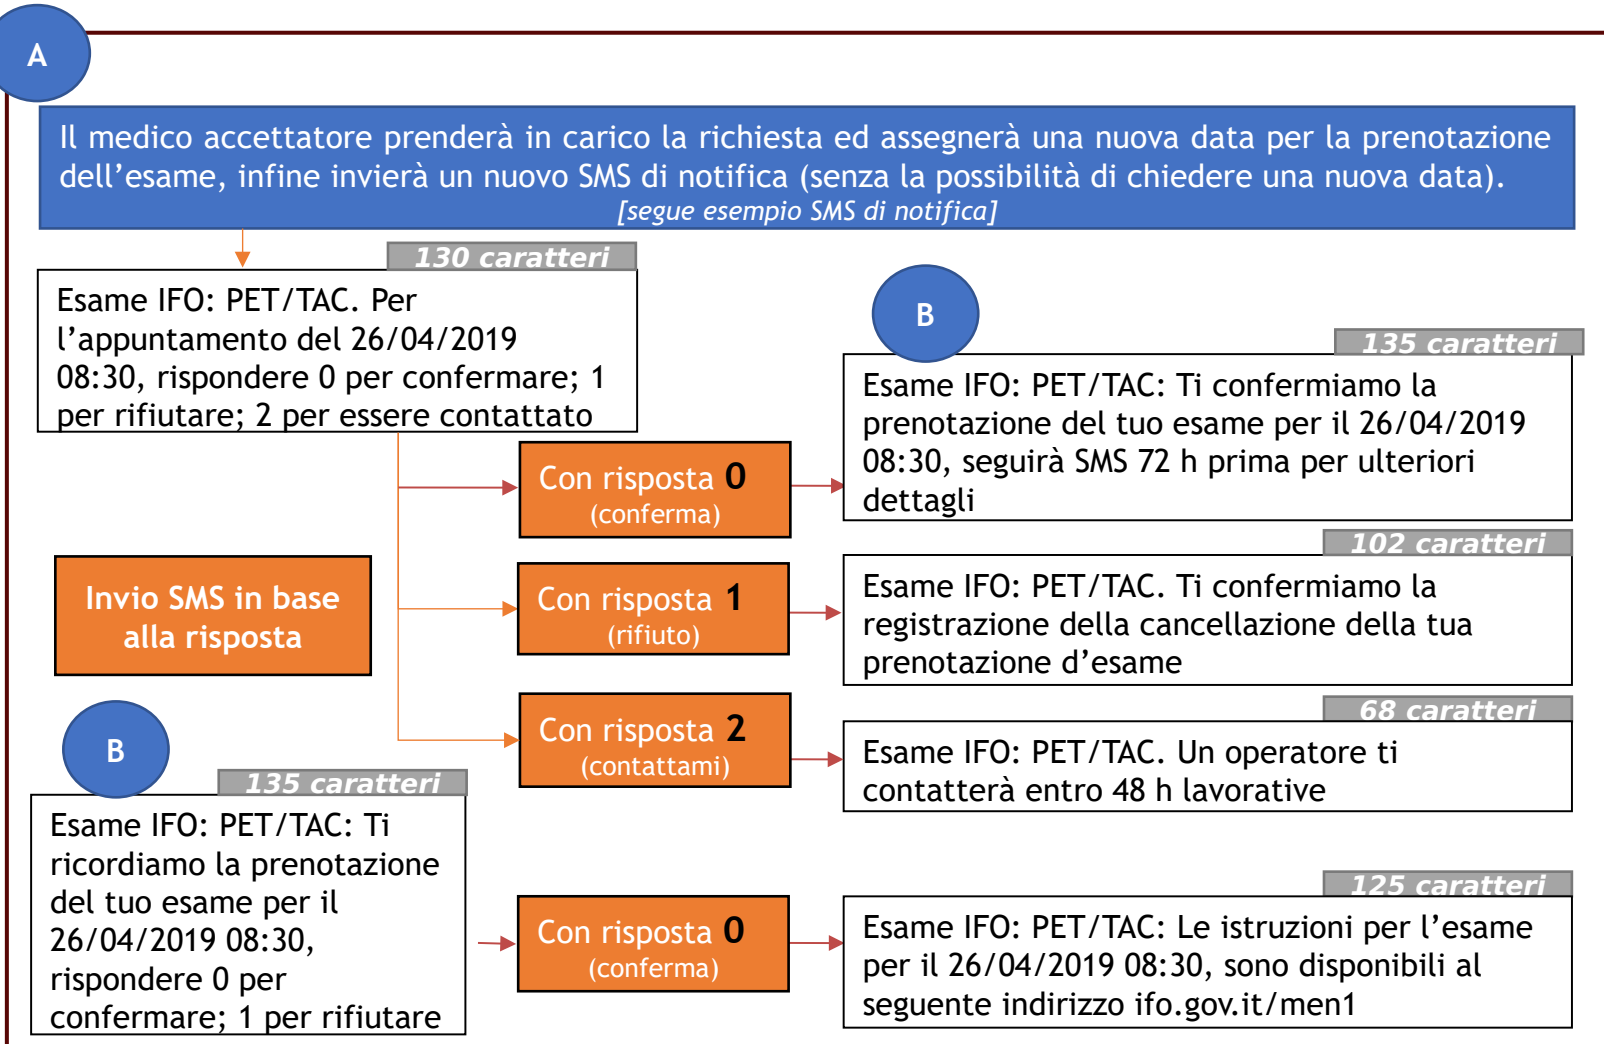 A
Il medico accettatore prenderà in carico la richiesta ed assegnerà una nuova data per la prenotazione
dell’esame, infine invierà un nuovo SMS di notifica (senza la possibilità di chiedere una nuova data).
[segue esempio SMS di notifica]
130 caratteri
Esame IFO: PET/TAC. Per
l’appuntamento del 26/04/2019
08:30, rispondere 0 per confermare; 1
per rifiutare; 2 per essere contattato
B
135 caratteri
Esame IFO: PET/TAC: Ti confermiamo la
prenotazione del tuo esame per il 26/04/2019
08:30, seguirà SMS 72 h prima per ulteriori
dettagli
Con risposta 0
(conferma)
102 caratteri
Esame IFO: PET/TAC. Ti confermiamo la
registrazione della cancellazione della tua
prenotazione d’esame
Con risposta 1
(rifiuto)
Invio SMS in base
alla risposta
68 caratteri
Esame IFO: PET/TAC. Un operatore ti
contatterà entro 48 h lavorative
Con risposta 2
(contattami)
B
135 caratteri
Esame IFO: PET/TAC: Ti
ricordiamo la prenotazione
del tuo esame per il
26/04/2019 08:30,
rispondere 0 per
confermare; 1 per rifiutare
Con risposta 0
(conferma)
125 caratteri
Esame IFO: PET/TAC: Le istruzioni per l’esame
per il 26/04/2019 08:30, sono disponibili al
seguente indirizzo ifo.gov.it/men1